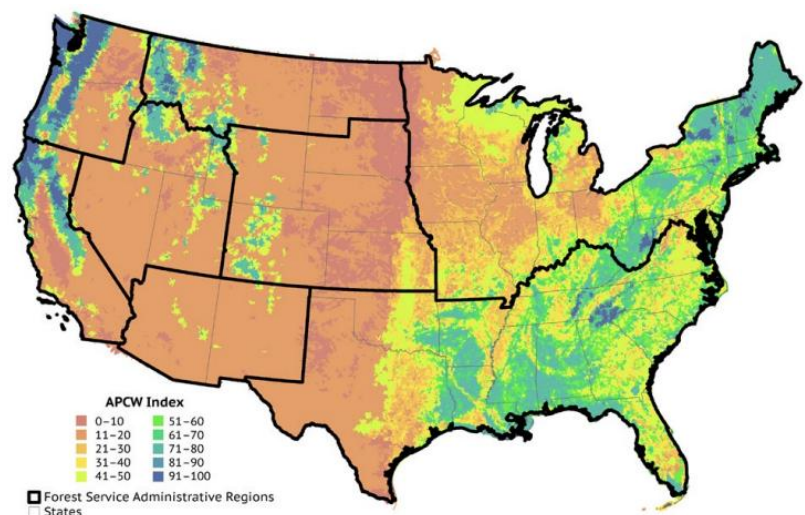 APCW Index
0–10 51–60
11–20 61–70
21–30 71–80
31–40 81–90
41–50 91–100
Forest Service Administrative Regions
States